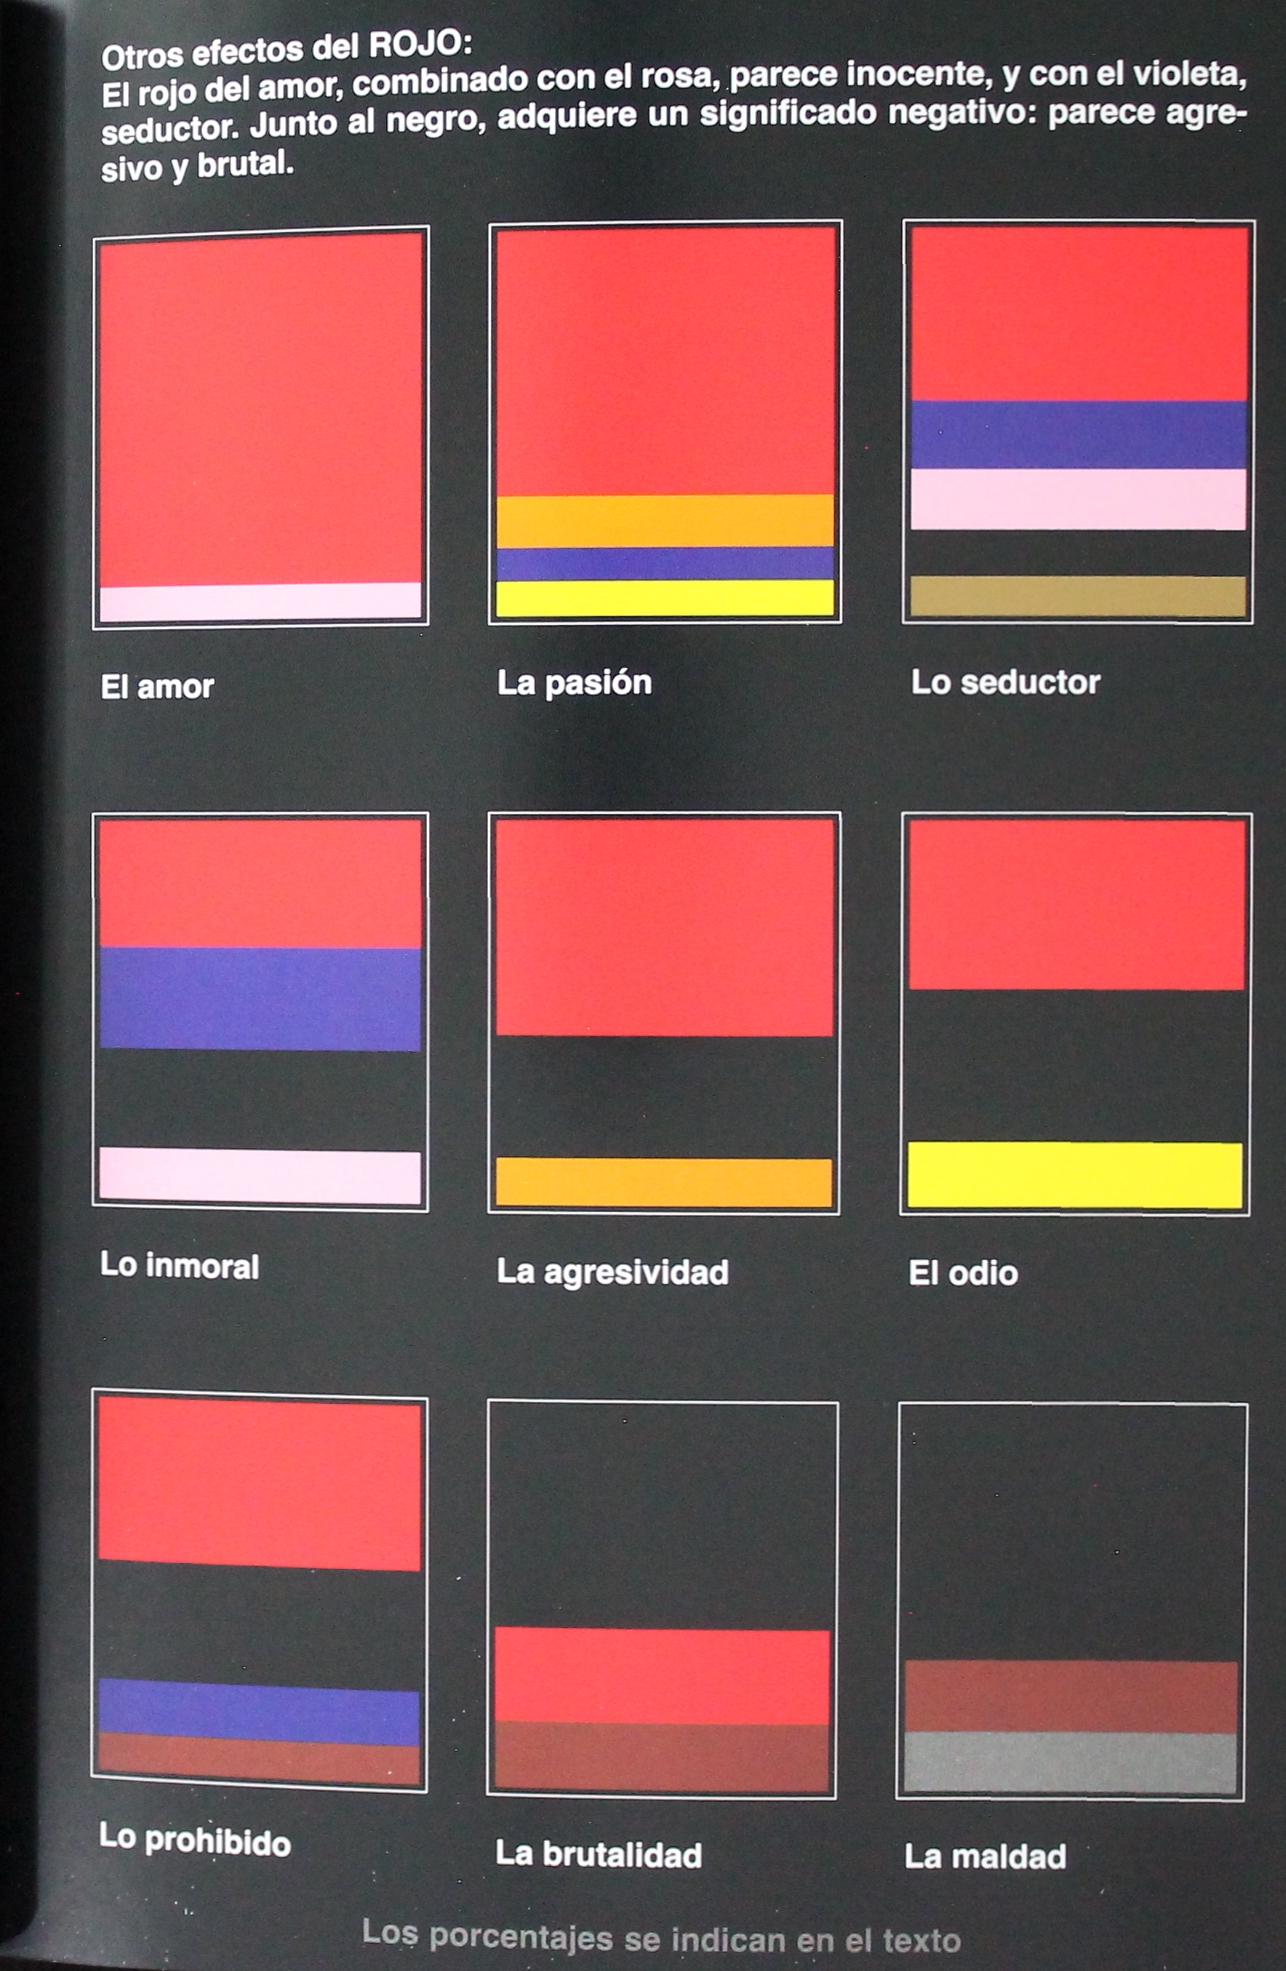 Otros efectos del ROJO:
El rojo del amor, combinado con el rosa, parece inocente, y con el violeta,
seductor. Junto al negro, adquiere un significado negativo: parece agre-
sivo y brutal.
El amor
La pasión
Lo seductor
Lo inmoral
La agresividad
El odio
Lo prohibido
La brutalidad
La maldad
Los porcentajes se indican en el texto